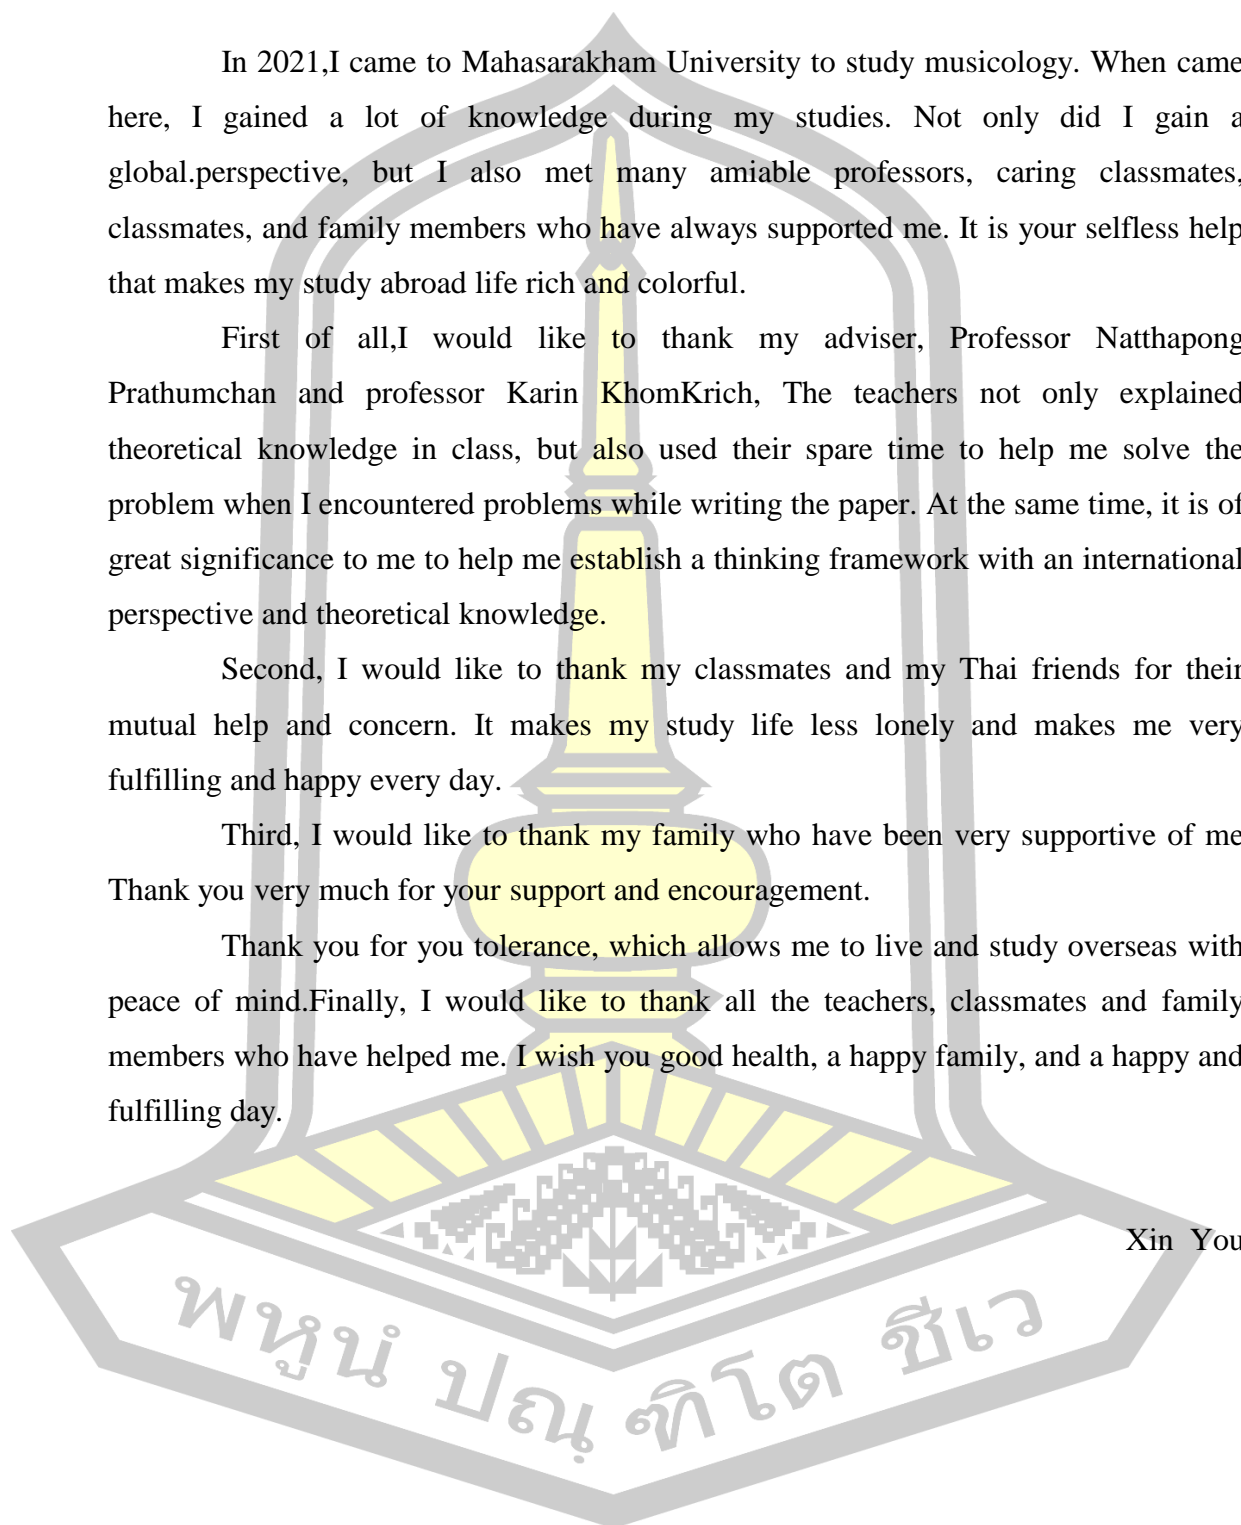 In 2021,I came to Mahasarakham University to study musicology. When came
here, I gained a lot of knowledge during my studies. Not only did I gain a
global.perspective, but I also met many amiable professors, caring classmates,
classmates, and family members who have always supported me. It is your selfless help
that makes my study abroad life rich and colorful.
First of all,I would like to thank my adviser, Professor Natthapong
Prathumchan and professor Karin KhomKrich, The teachers not only explained
theoretical knowledge in class, but also used their spare time to help me solve the
problem when I encountered problems while writing the paper. At the same time, it is of
great significance to me to help me establish a thinking framework with an international
perspective and theoretical knowledge.
Second, I would like to thank my classmates and my Thai friends for their
mutual help and concern. It makes my study life less lonely and makes me very
fulfilling and happy every day.
Third, I would like to thank my family who have been very supportive of me
Thank you very much for your support and encouragement.
Thank you for you tolerance, which allows me to live and study overseas with
peace of mind.Finally, I would like to thank all the teachers, classmates and family
members who have helped me. I wish you good health, a happy family, and a happy and
fulfilling day.
Xin You
พหูนํ ปณฺฑิโต ชีเว